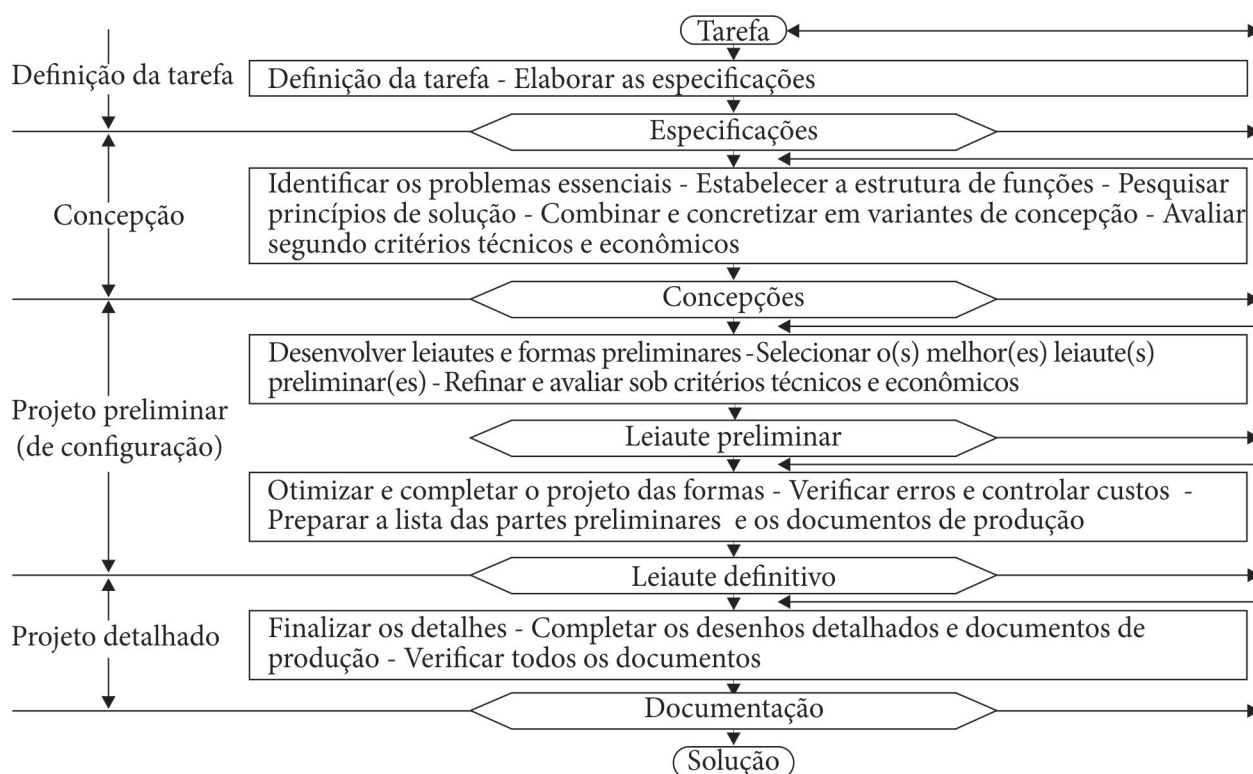 Tarefa
Definição da tarefa
Definição da tarefa - Elaborar as especificações
Especificações
Concepção
Identificar os problemas essenciais - Estabelecer a estrutura de funções - Pesquisar
princípios de solução - Combinar e concretizar em variantes de concepção - Avaliar
segundo critérios técnicos e econômicos
Concepções
Projeto preliminar
(de configuração)
Desenvolver leiautes e formas preliminares -Selecionar o(s) melhor(es) leiaute(s)
preliminar(es) -Refinar e avaliar sob critérios técnicos e econômicos
Leiaute preliminar
Otimizar e completar o projeto das formas - Verificar erros e controlar custos -
Preparar a lista das partes preliminares e os documentos de produção
Leiaute definitivo
Projeto detalhado
Finalizar os detalhes - Completar os desenhos detalhados e documentos de
produção - Verificar todos os documentos
Documentação
Solução